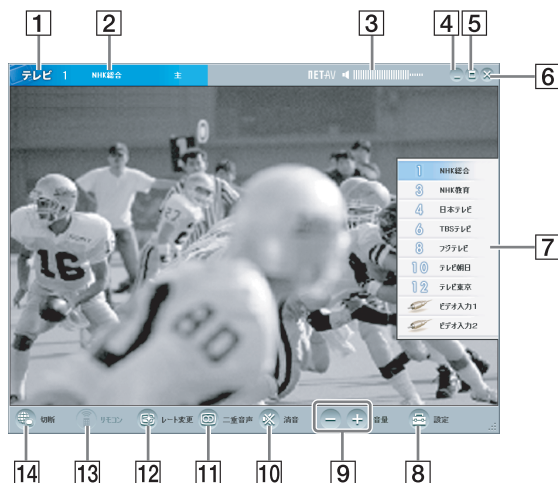 1 2 3 4 5 6
テレビ 1 NHK総合 主 NET-AV
1 NHK総合
3 NHK教育
4 日本テレビ
6 TBSテレビ
8 フジテレビ
10 テレビ朝日
12 テレビ東京
ビデオ入力1
ビデオ入力2
7
16
27
80
切断 リモコン レート変更 二重音声 消音 音量 設定
14 13 12 11 10 9 8